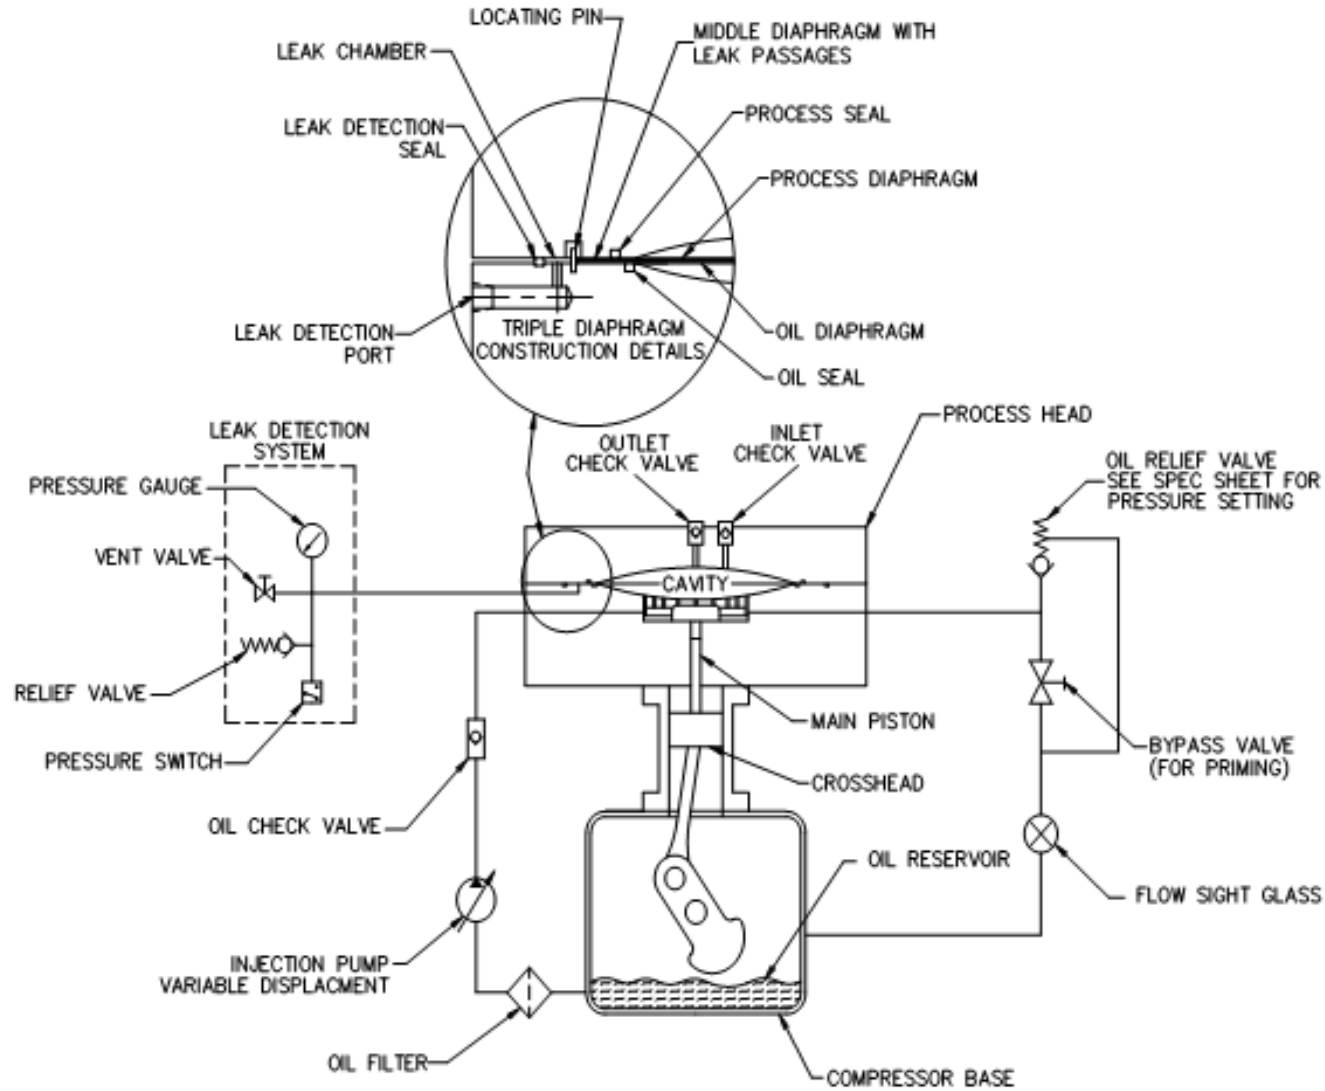 LOCATING PIN
MIDDLE DIAPHRAGM WITH
LEAK PASSAGES
LEAK CHAMBER
PROCESS SEAL
LEAK DETECTION
SEAL
PROCESS DIAPHRAGM
LEAK DETECTION
PORT
TRIPLE DIAPHRAGM
CONSTRUCTION DETAILS
OIL DIAPHRAGM
OIL SEAL
PROCESS HEAD
LEAK DETECTION
SYSTEM
OUTLET
CHECK VALVE
INLET
CHECK VALVE
OIL RELIEF VALVE
SEE SPEC SHEET FOR
PRESSURE SETTING
PRESSURE GAUGE
VENT VALVE
CAVITY
RELIEF VALVE
MAIN PISTON
PRESSURE SWITCH
BYPASS VALVE
(FOR PRIMING)
CROSSHEAD
OIL CHECK VALVE
OIL RESERVOIR
FLOW SIGHT GLASS
INJECTION PUMP
VARIABLE DISPLACMENT
OIL FILTER
COMPRESSOR BASE